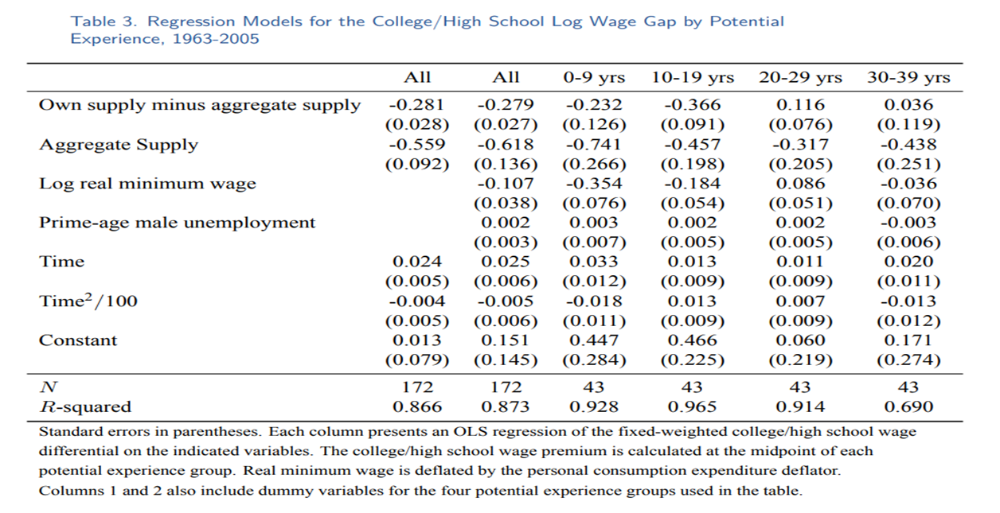 Table 3. Regression Models for the College/High School Log Wage Gap by Potential
Experience, 1963-2005
All All 0-9 yrs 10-19 yrs 20-29 yrs 30-39 yrs
Own supply minus aggregate supply -0.281 -0.279 -0.232 -0.366 0.116 0.036
(0.028) (0.027) (0.126) (0.091) (0.076) (0.119)
Aggregate Supply -0.559 -0.618 -0.741 -0.457 -0.317 -0.438
(0.092) (0.136) (0.266) (0.198) (0.205) (0.251)
Log real minimum wage -0.107 -0.354 -0.184 0.086 -0.036
(0.038) (0.076) (0.054) (0.051) (0.070)
Prime-age male unemployment 0.002 0.003 0.002 0.002 -0.003
(0.003) (0.007) (0.005) (0.005) (0.006)
Time 0.024 0.025 0.033 0.013 0.011 0.020
(0.005) (0.006) (0.012) (0.009) (0.009) (0.011)
Time²/100 -0.004 -0.005 -0.018 0.013 0.007 -0.013
(0.005) (0.006) (0.011) (0.009) (0.009) (0.012)
Constant 0.013 0.151 0.447 0.466 0.060 0.171
(0.079) (0.145) (0.284) (0.225) (0.219) (0.274)
N 172 172 43 43 43 43
R-squared 0.866 0.873 0.928 0.965 0.914 0.690
Standard errors in parentheses. Each column presents an OLS regression of the fixed-weighted college/high school wage
differential on the indicated variables. The college/high school wage premium is calculated at the midpoint of each
potential experience group. Real minimum wage is deflated by the personal consumption expenditure deflator.
Columns 1 and 2 also include dummy variables for the four potential experience groups used in the table.